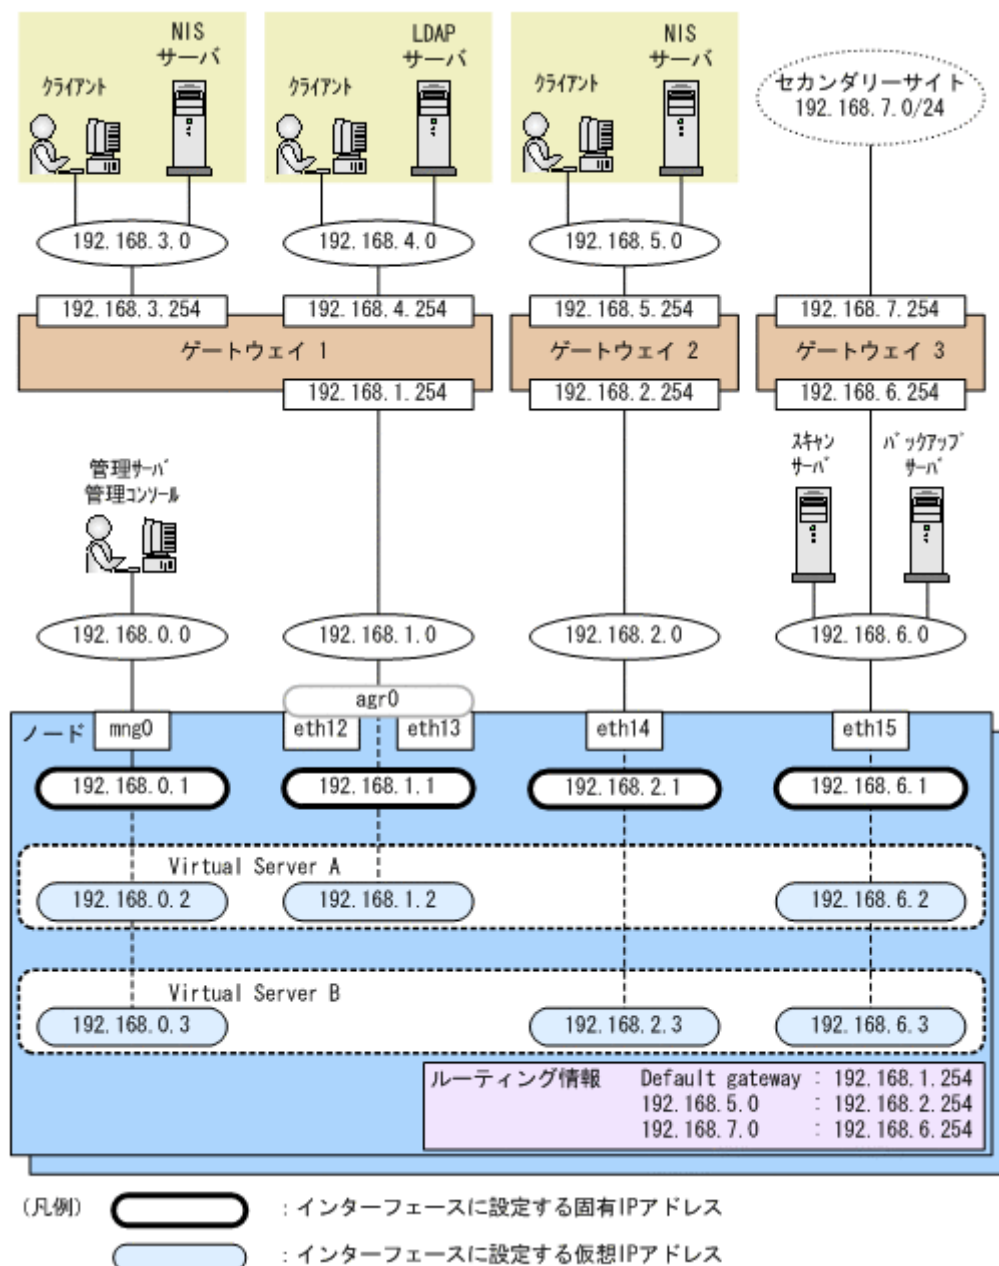 NIS
サーバ
クライアント
LDAP
サーバ
クライアント
NIS
サーバ
クライアント
セカンダリーサイト
192.168.7.0/24
192.168.3.0
192.168.4.0
192.168.5.0
192.168.3.254
192.168.4.254
192.168.5.254
192.168.7.254
ゲートウェイ 1
ゲートウェイ 2
ゲートウェイ 3
192.168.1.254
192.168.2.254
192.168.6.254
管理サーバ
管理コンソール
スキャン
サーバ
バックアップ
サーバ
192.168.0.0
192.168.1.0
192.168.2.0
192.168.6.0
agr0
ノード
mng0
eth12
eth13
eth14
eth15
192.168.0.1
192.168.1.1
192.168.2.1
192.168.6.1
Virtual Server A
192.168.0.2
192.168.1.2
192.168.6.2
Virtual Server B
192.168.0.3
192.168.2.3
192.168.6.3
ルーティング情報 Default gateway : 192.168.1.254
192.168.5.0 : 192.168.2.254
192.168.7.0 : 192.168.6.254
(凡例) : インターフェースに設定する固有IPアドレス
: インターフェースに設定する仮想IPアドレス